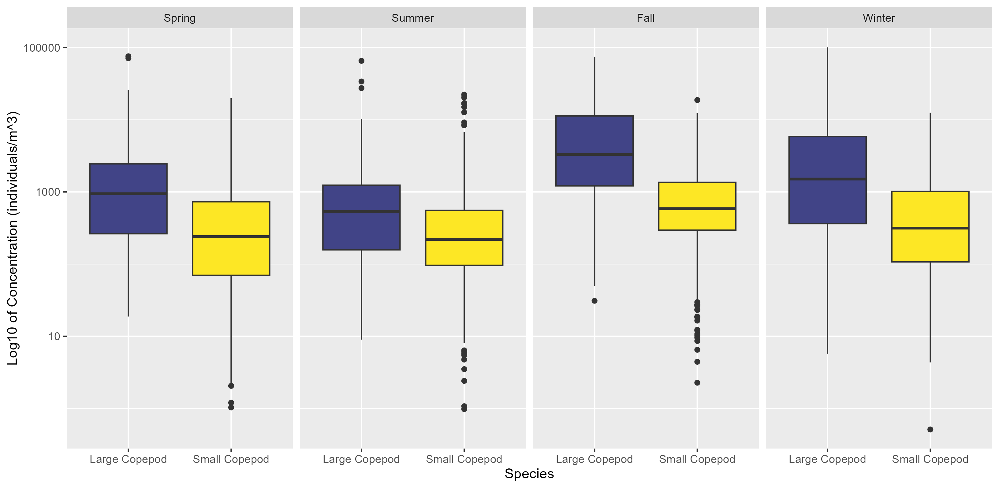 Spring Summer Fall Winter
100000
1000
10
Log10 of Concentration (individuals/m^3)
Large Copepod Small Copepod Large Copepod Small Copepod Large Copepod Small Copepod Large Copepod Small Copepod
Species